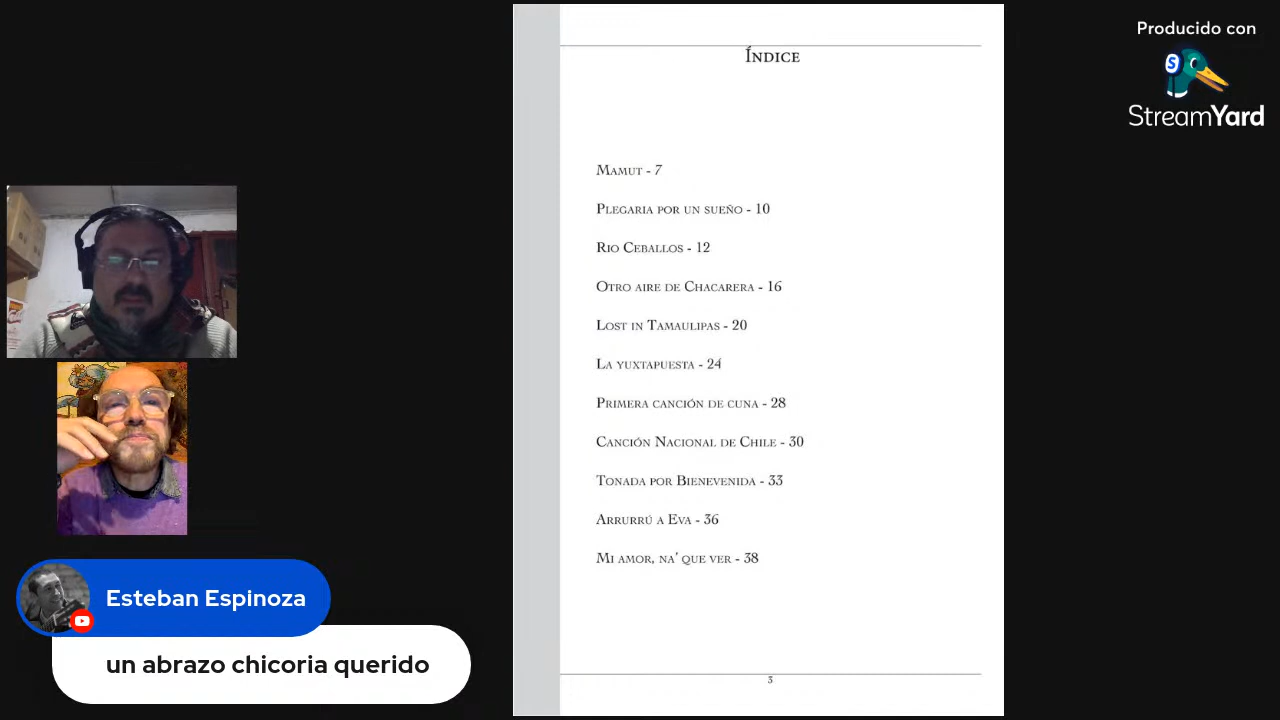 Producido con
StreamYard
Índice
Mamut - 7
Plegaria por un sueño - 10
Rio Ceballos - 12
Otro aire de Chacarera - 16
Lost in Tamaulipas - 20
La yuxtapuesta - 24
Primera canción de cuna - 28
Canción Nacional de Chile - 30
Tonada por Bienevenida - 33
Arrurrú a Eva - 36
Mi amor, na' que ver - 38
3
Esteban Espinoza
un abrazo chicoria querido